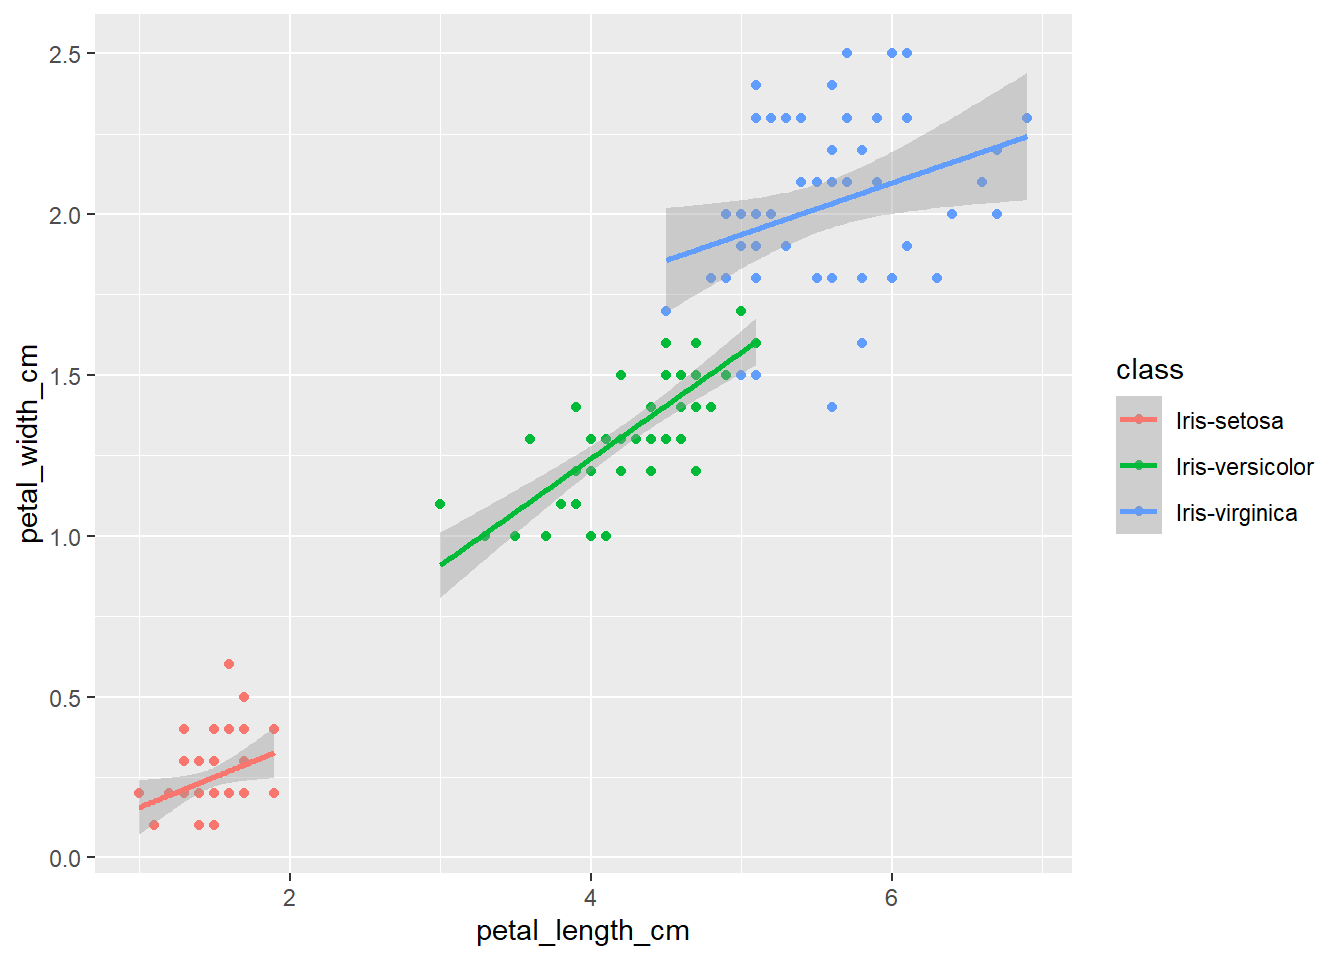 2.5
2.0
1.5
1.0
0.5
0.0
petal_width_cm
2
4
6
petal_length_cm
class
Iris-setosa
Iris-versicolor
Iris-virginica